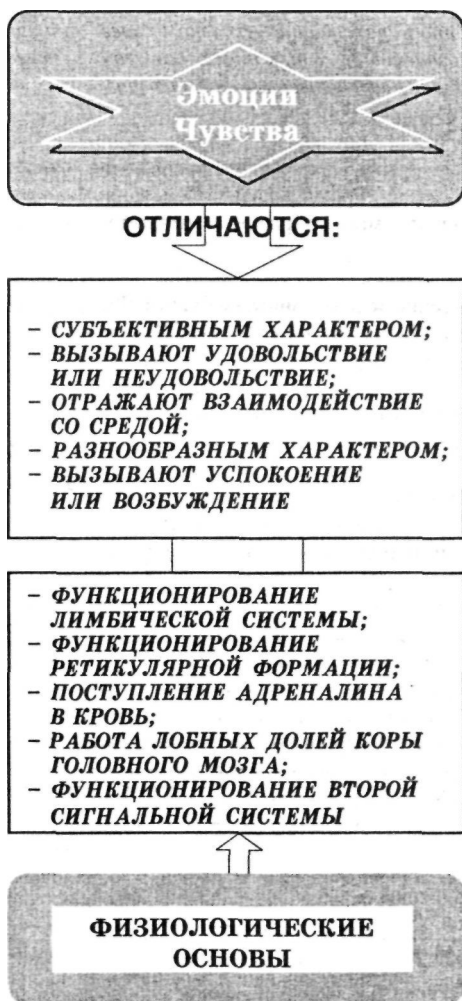 Эмоции
Чувства
ОТЛИЧАЮТСЯ:
– СУБЪЕКТИВНЫМ ХАРАКТЕРОМ;
– ВЫЗЫВАЮТ УДОВОЛЬСТВИЕ
ИЛИ НЕУДОВОЛЬСТВИЕ;
– ОТРАЖАЮТ ВЗАИМОДЕЙСТВИЕ
СО СРЕДОЙ;
– РАЗНООБРАЗНЫМ ХАРАКТЕРОМ;
– ВЫЗЫВАЮТ УСПОКОЕНИЕ
ИЛИ ВОЗБУЖДЕНИЕ
– ФУНКЦИОНИРОВАНИЕ
ЛИМБИЧЕСКОЙ СИСТЕМЫ;
– ФУНКЦИОНИРОВАНИЕ
РЕТИКУЛЯРНОЙ ФОРМАЦИИ;
– ПОСТУПЛЕНИЕ АДРЕНАЛИНА
В КРОВЬ;
– РАБОТА ЛОБНЫХ ДОЛЕЙ КОРЫ
ГОЛОВНОГО МОЗГА;
– ФУНКЦИОНИРОВАНИЕ ВТОРОЙ
СИГНАЛЬНОЙ СИСТЕМЫ
ФИЗИОЛОГИЧЕСКИЕ
ОСНОВЫ